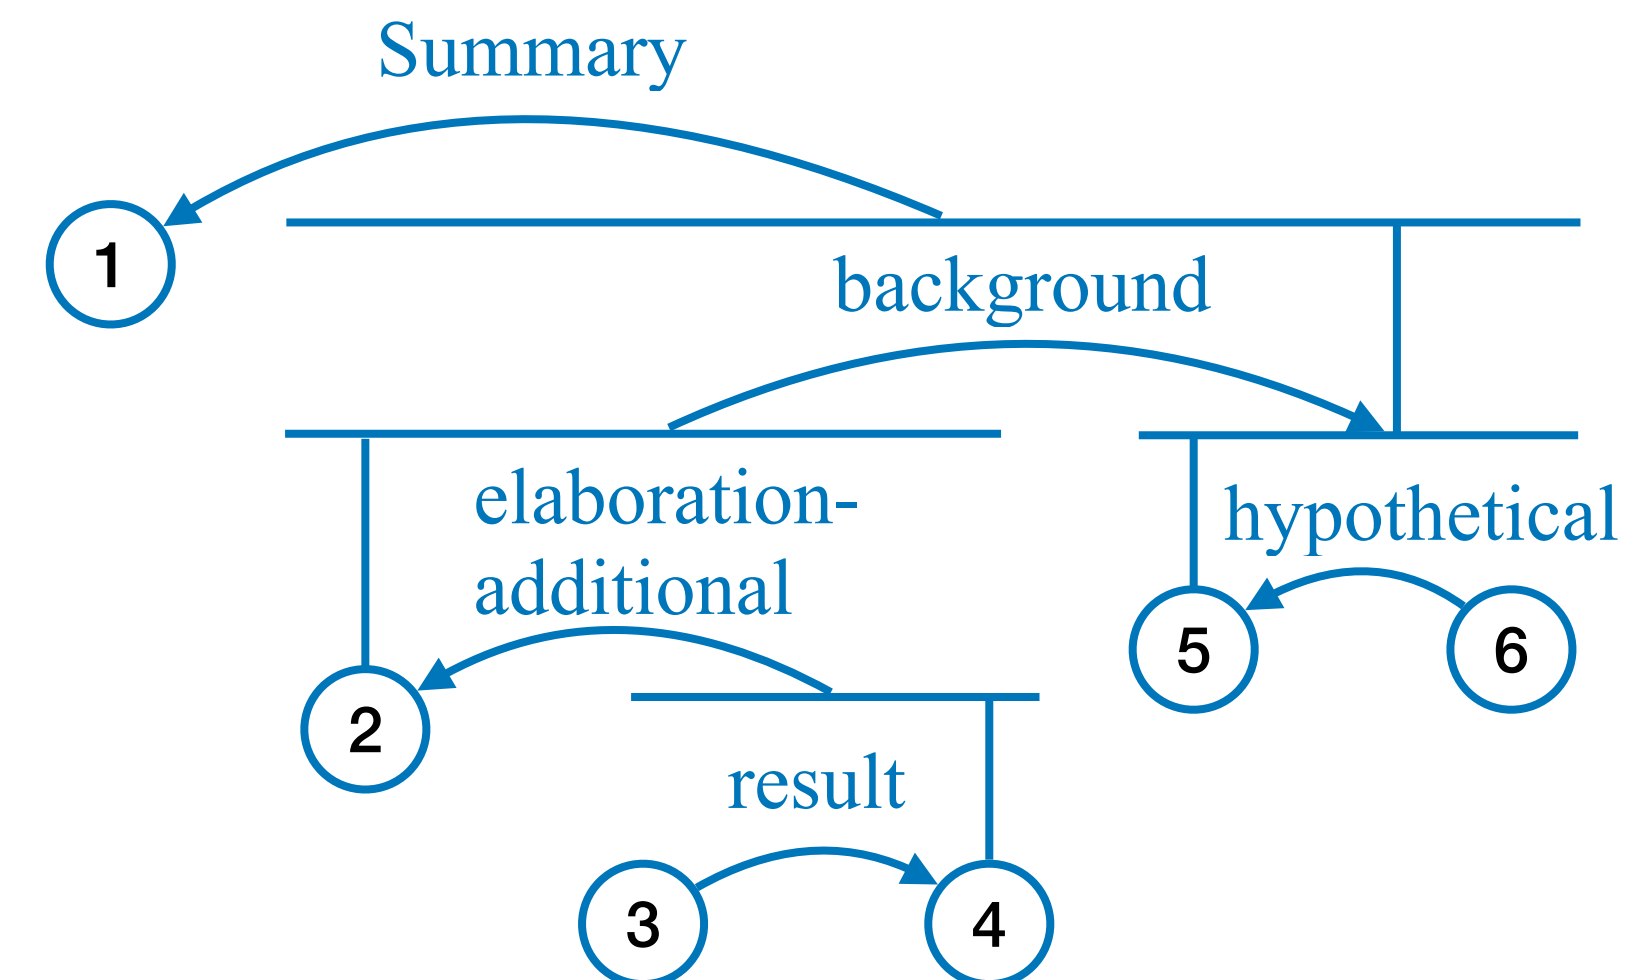 Summary
1
background
elaboration-
additional
hypothetical
5
6
2
result
3
4